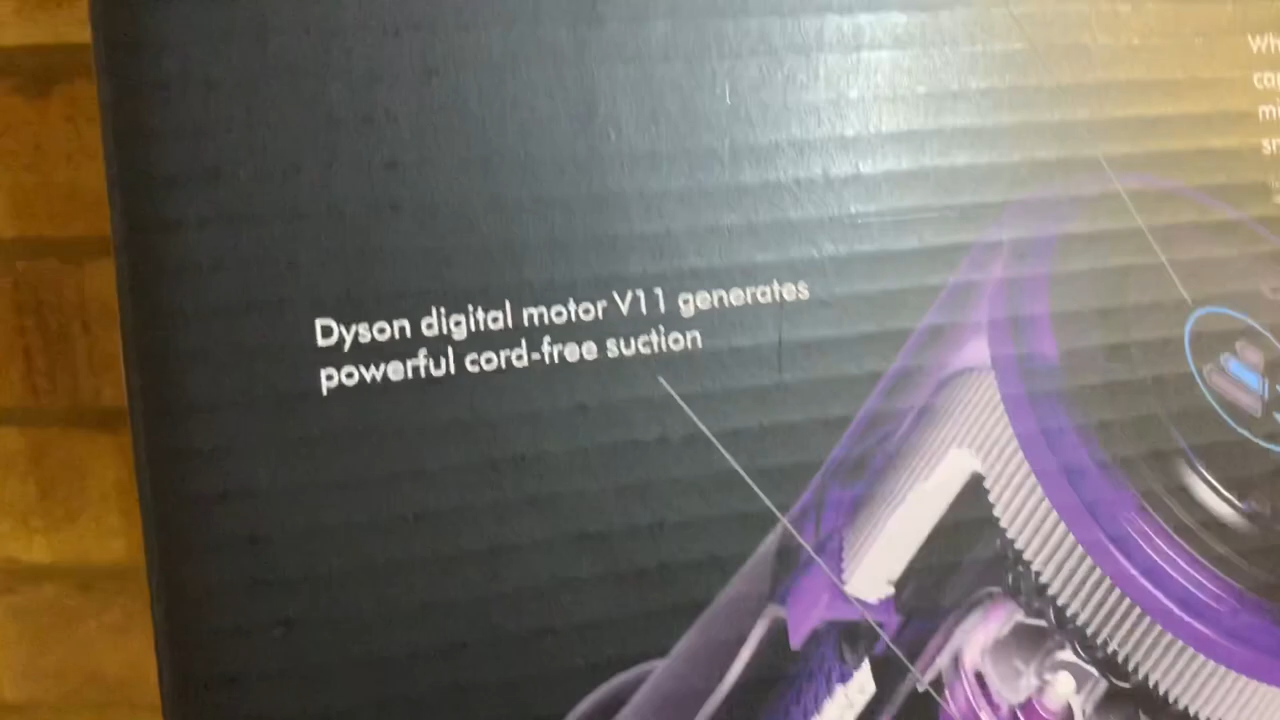 Dyson digital motor V11 generates
powerful cord-free suction